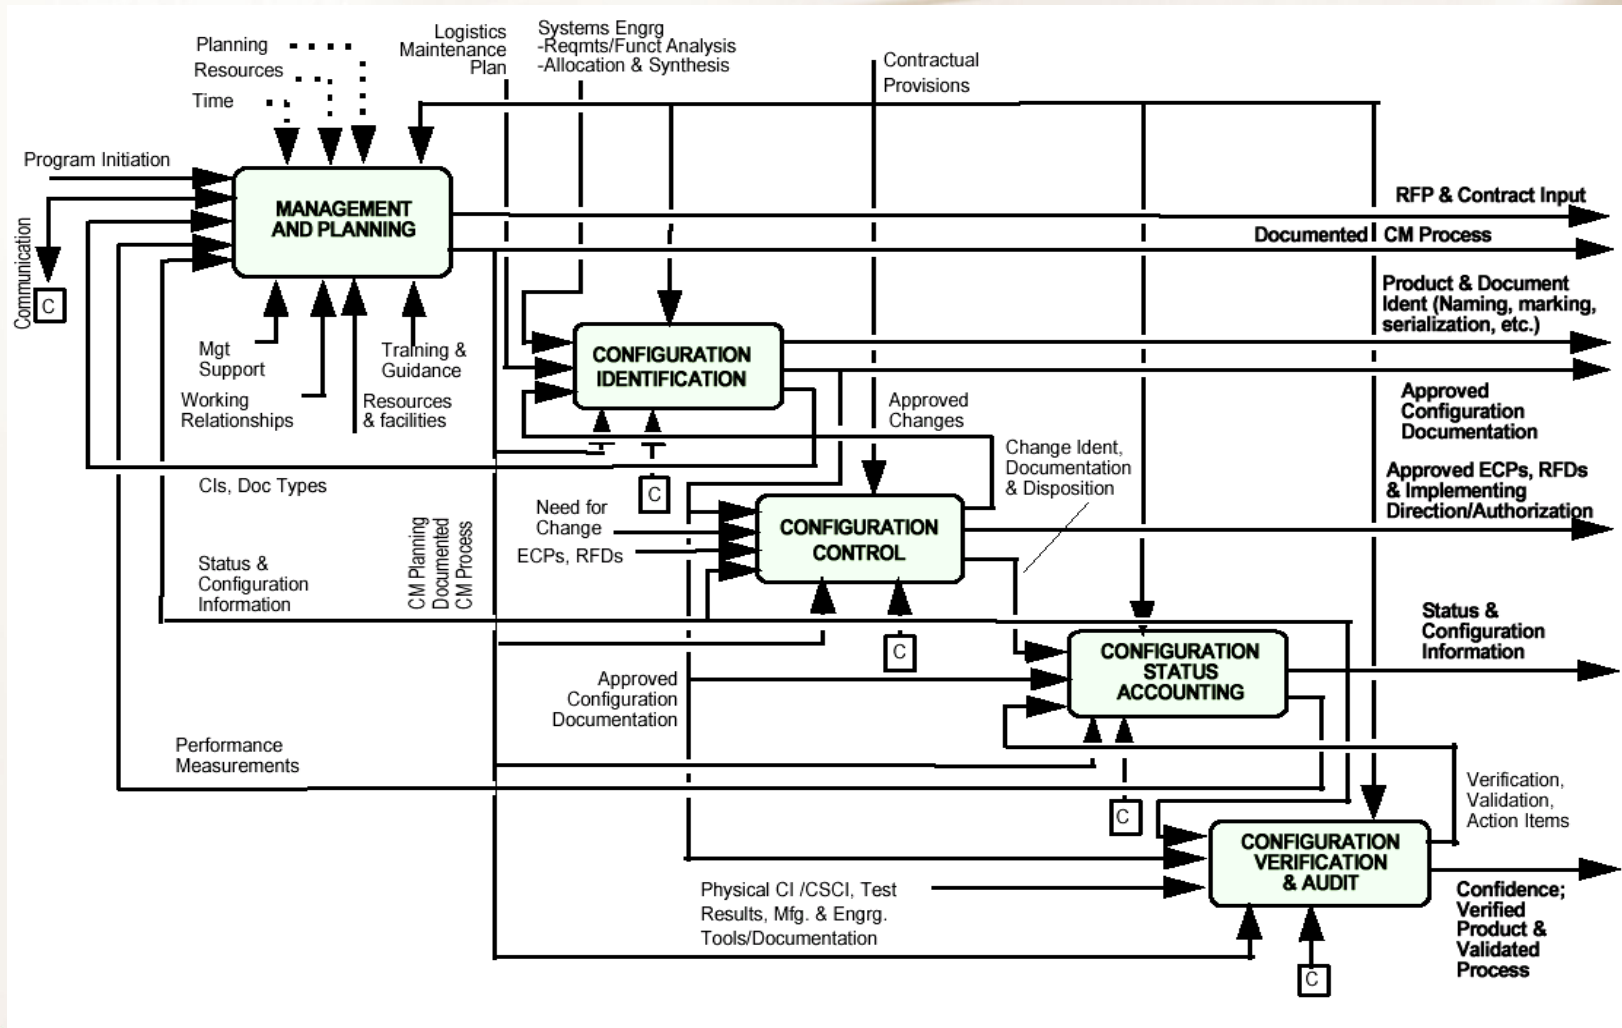 Planning
Resources
Time
Logistics
Maintenance
Plan
Systems Engrg
-Reqmts/Funct Analysis
-Allocation & Synthesis
Contractual
Provisions
Program Initiation
Communication
C
MANAGEMENT
AND PLANNING
RFP & Contract Input
Documented CM Process
Product & Document
Ident (Naming, marking,
serialization, etc.)
Mgt
Support
Training &
Guidance
Working
Relationships
Resources
& facilities
CONFIGURATION
IDENTIFICATION
Approved
Changes
Approved
Configuration
Documentation
Change Ident,
Documentation
& Disposition
Approved ECPs, RFDs
& Implementing
Direction/Authorization
CIs, Doc Types
C
Need for
Change
ECPs, RFDs
CONFIGURATION
CONTROL
Status &
Configuration
Information
CM Planning
Documented
CM Process
C
Status &
Configuration
Information
CONFIGURATION
STATUS
ACCOUNTING
Approved
Configuration
Documentation
Performance
Measurements
C
Verification,
Validation,
Action Items
CONFIGURATION
VERIFICATION
& AUDIT
Physical CI /CSCI, Test
Results, Mfg. & Engrg.
Tools/Documentation
Confidence;
Verified
Product &
Validated
Process
C